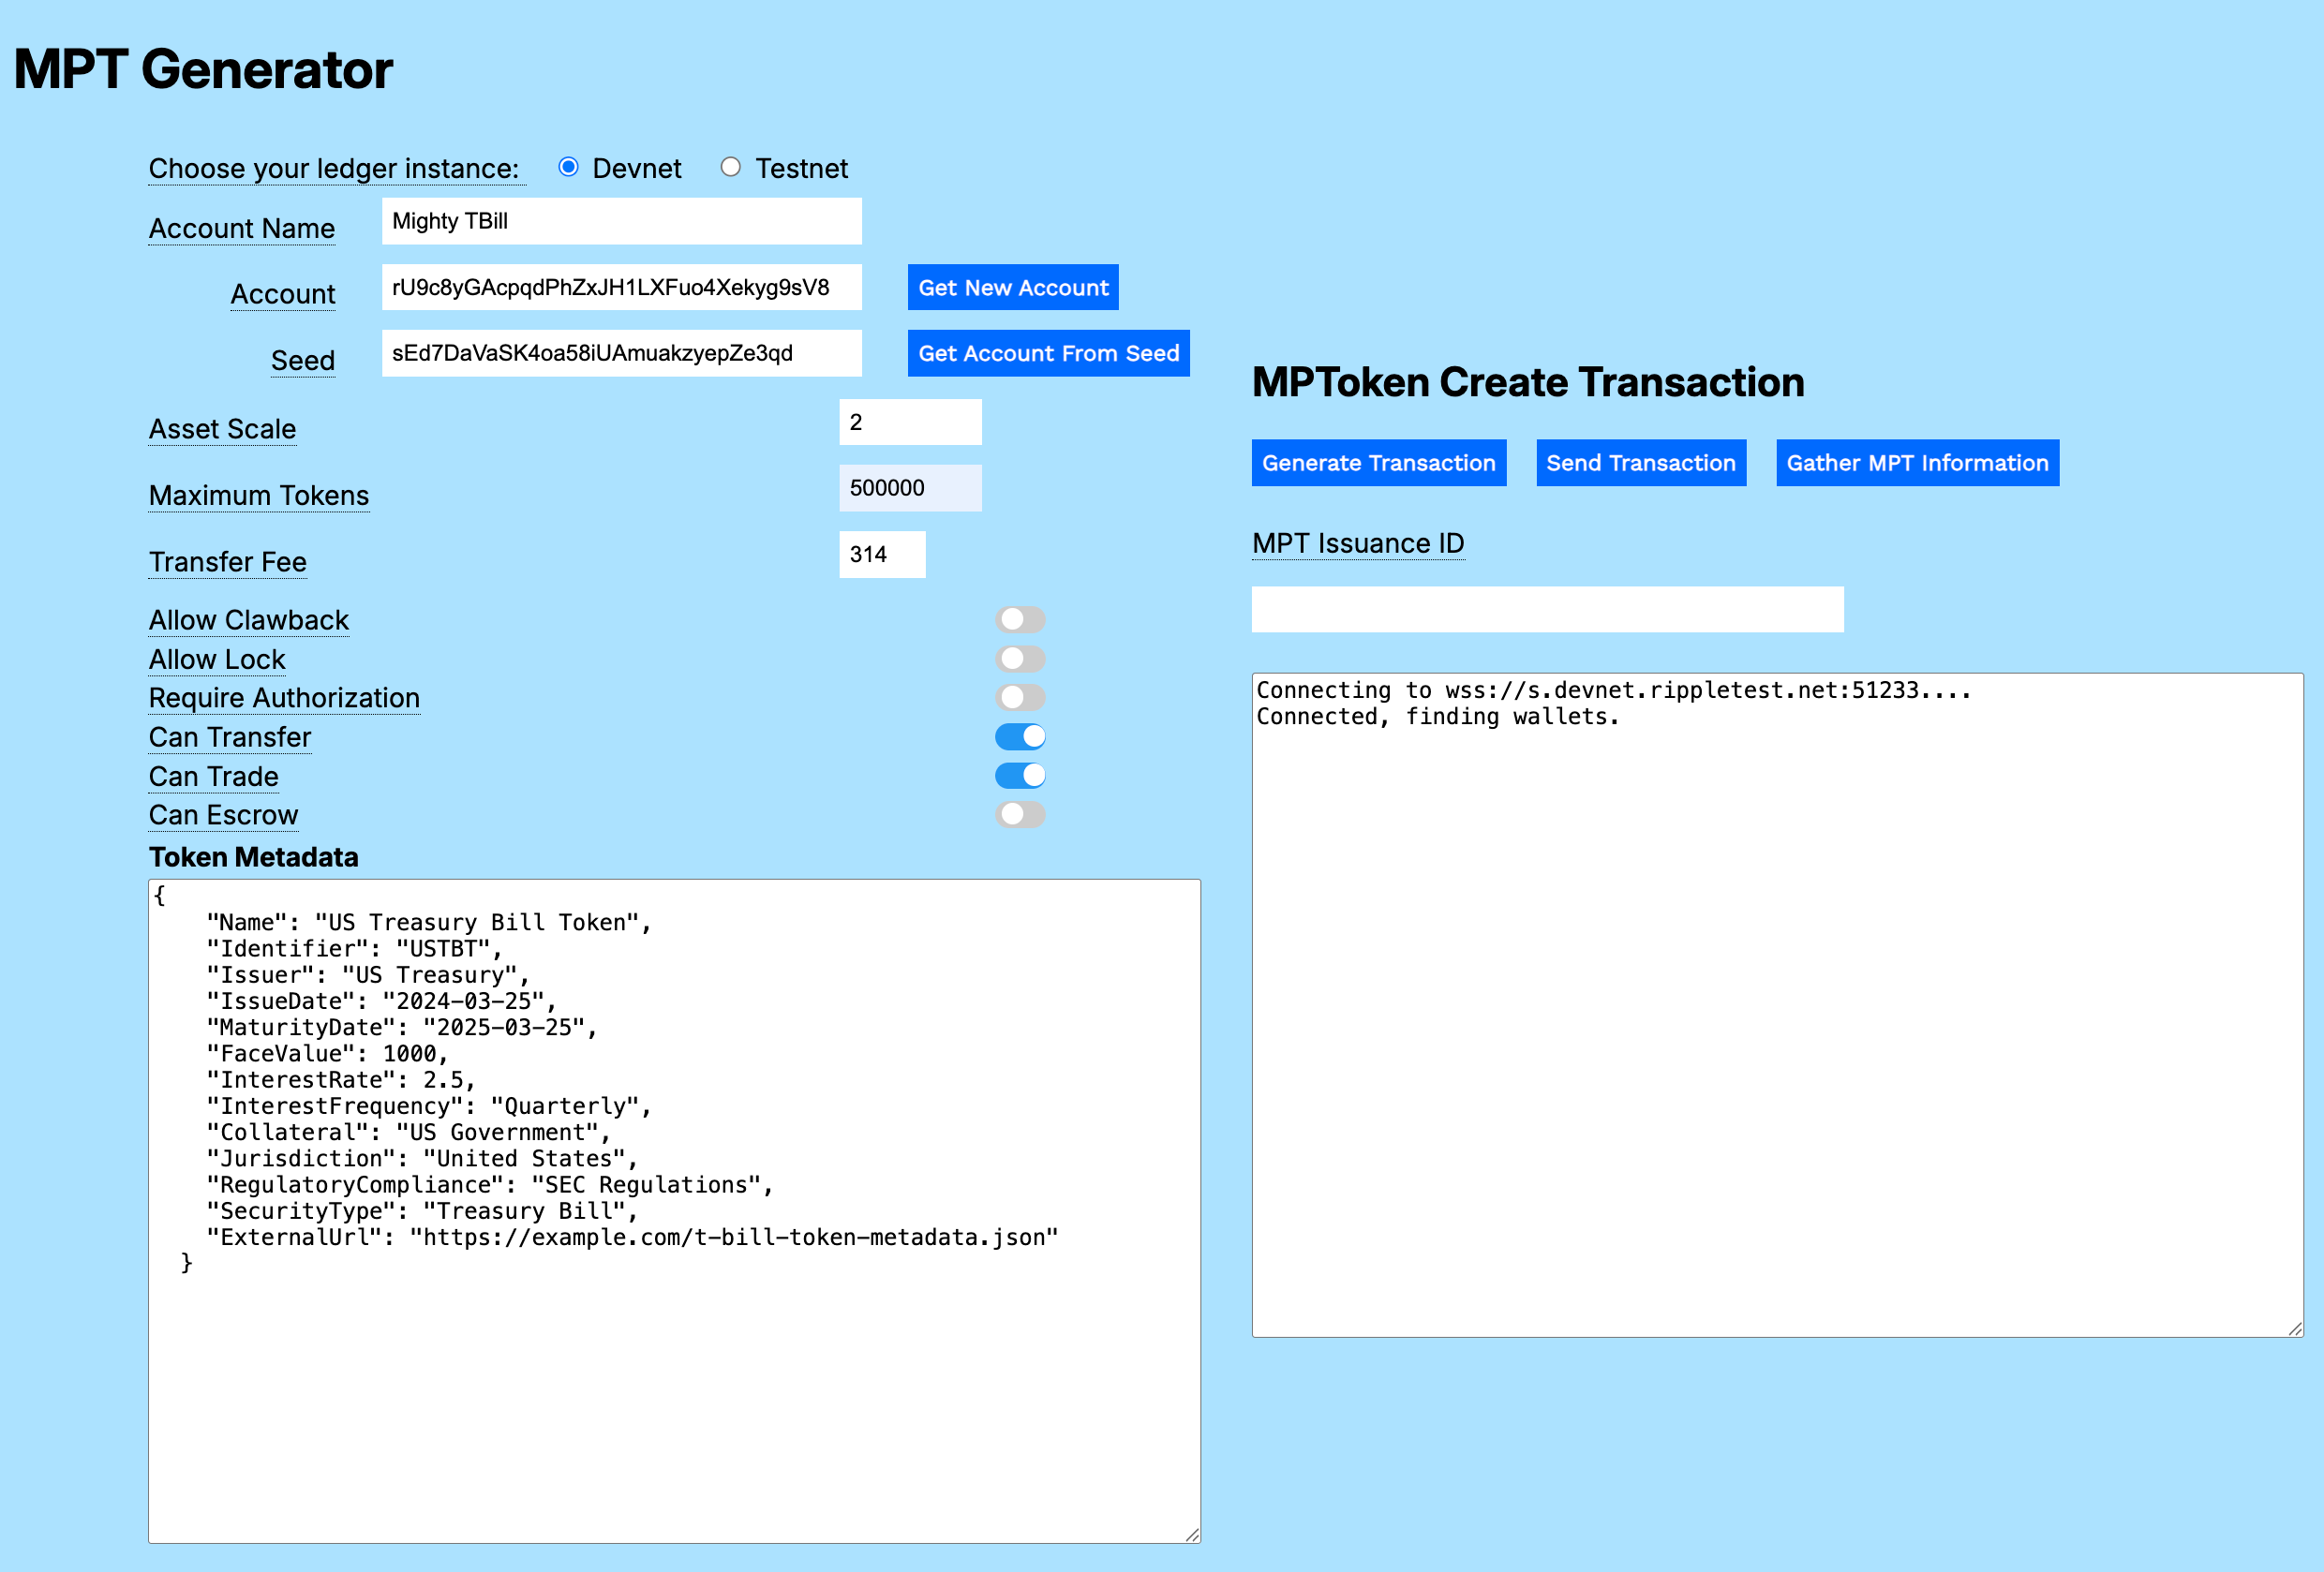 MPT Generator
Choose your ledger instance: Devnet Testnet
Account Name Mighty TBill
Account rU9c8yGAcpqdPhZxJH1LXFuo4Xekyg9sV8 Get New Account
Seed sEd7DaVaSK4oa58iUAmuakzyepZe3qd Get Account From Seed
Asset Scale 2
Maximum Tokens 500000
Transfer Fee 314
Allow Clawback
Allow Lock
Require Authorization
Can Transfer
Can Trade
Can Escrow
Token Metadata
{
"Name": "US Treasury Bill Token",
"Identifier": "USTBT",
"Issuer": "US Treasury",
"IssueDate": "2024-03-25",
"MaturityDate": "2025-03-25",
"FaceValue": 1000,
"InterestRate": 2.5,
"InterestFrequency": "Quarterly",
"Collateral": "US Government",
"Jurisdiction": "United States",
"RegulatoryCompliance": "SEC Regulations",
"SecurityType": "Treasury Bill",
"ExternalUrl": "https://example.com/t-bill-token-metadata.json"
}
MPToken Create Transaction
Generate Transaction Send Transaction Gather MPT Information
MPT Issuance ID
Connecting to wss://s.devnet.rippletest.net:51233....
Connected, finding wallets.